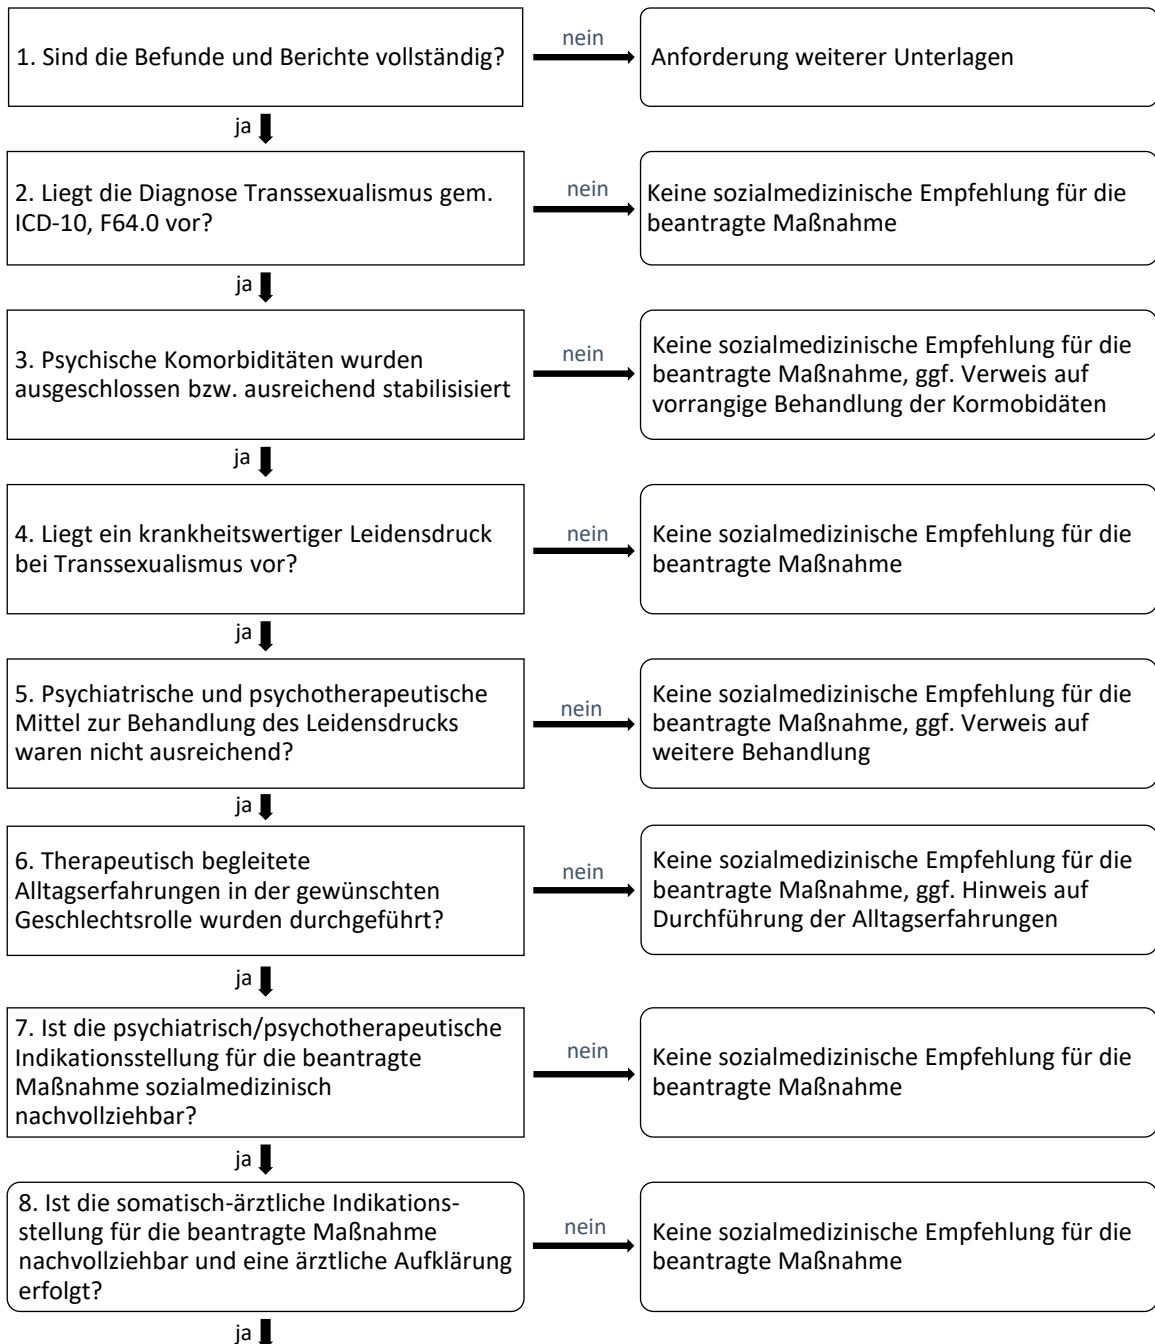 1. Sind die Befunde und Berichte vollständig?
nein
Anforderung weiterer Unterlagen
ja
2. Liegt die Diagnose Transsexualismus gem.
ICD-10, F64.0 vor?
nein
Keine sozialmedizinische Empfehlung für die
beantragte Maßnahme
ja
3. Psychische Komorbiditäten wurden
ausgeschlossen bzw. ausreichend stabilisisiert
nein
Keine sozialmedizinische Empfehlung für die
beantragte Maßnahme, ggf. Verweis auf
vorrangige Behandlung der Kormobidäten
ja
4. Liegt ein krankheitswertiger Leidensdruck
bei Transsexualismus vor?
nein
Keine sozialmedizinische Empfehlung für die
beantragte Maßnahme
ja
5. Psychiatrische und psychotherapeutische
Mittel zur Behandlung des Leidensdrucks
waren nicht ausreichend?
nein
Keine sozialmedizinische Empfehlung für die
beantragte Maßnahme, ggf. Verweis auf
weitere Behandlung
ja
6. Therapeutisch begleitete
Alltagserfahrungen in der gewünschten
Geschlechtsrolle wurden durchgeführt?
nein
Keine sozialmedizinische Empfehlung für die
beantragte Maßnahme, ggf. Hinweis auf
Durchführung der Alltagserfahrungen
ja
7. Ist die psychiatrisch/psychotherapeutische
Indikationsstellung für die beantragte
Maßnahme sozialmedizinisch
nachvollziehbar?
nein
Keine sozialmedizinische Empfehlung für die
beantragte Maßnahme
ja
8. Ist die somatisch-ärztliche Indikations-
stellung für die beantragte Maßnahme
nachvollziehbar und eine ärztliche Aufklärung
erfolgt?
nein
Keine sozialmedizinische Empfehlung für die
beantragte Maßnahme
ja